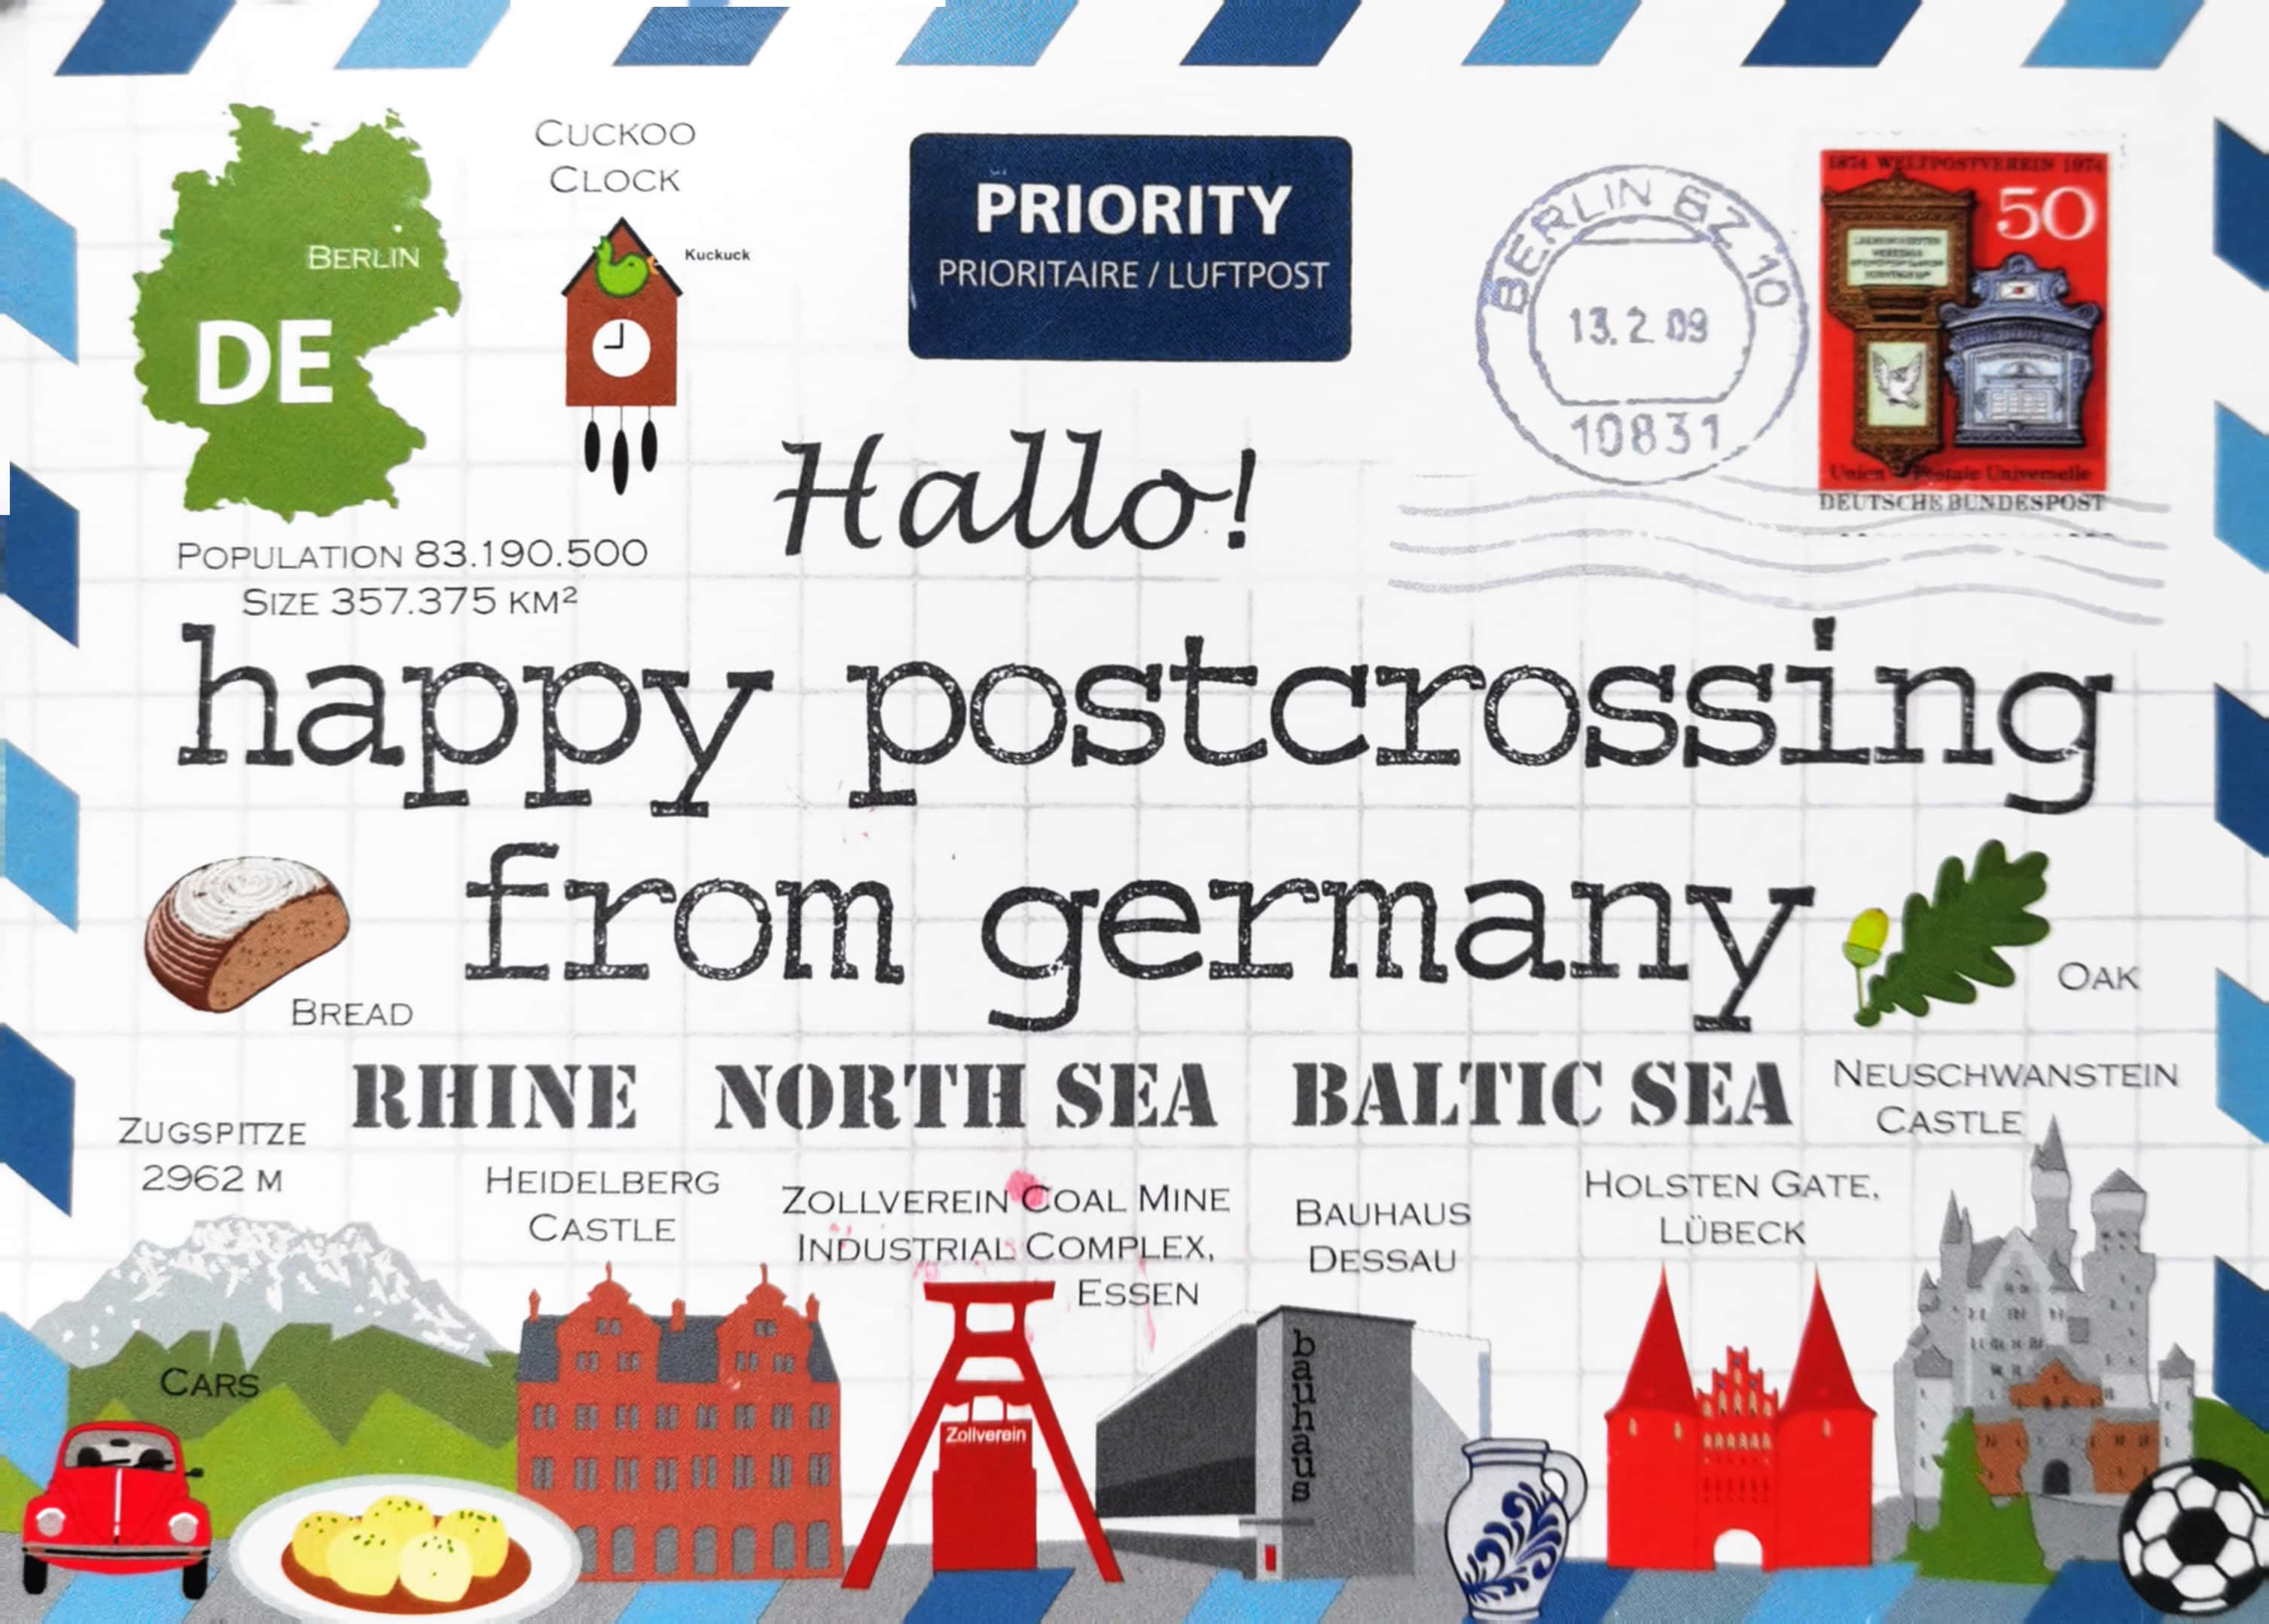 CUCKOO
CLOCK
Kuckuck
BERLIN
DE
POPULATION 83.190.500
SIZE 357.375 KM²
PRIORITY
PRIORITAIRE / LUFTPOST
BERLIN BZ 10
13.2.09
10831
1874 WELTPOSTVEREIN 1974
50
Union Postale Universelle
DEUTSCHE BUNDESPOST
Hallo!
happy postcrossing
from germany
BREAD
OAK
RHINE NORTH SEA BALTIC SEA
NEUSCHWANSTEIN
CASTLE
ZUGSPITZE
2962 M
HEIDELBERG
CASTLE
ZOLLVEREIN COAL MINE
INDUSTRIAL COMPLEX,
ESSEN
BAUHAUS
DESSAU
HOLSTEN GATE,
LÜBECK
CARS
Zollverein
bauhaus